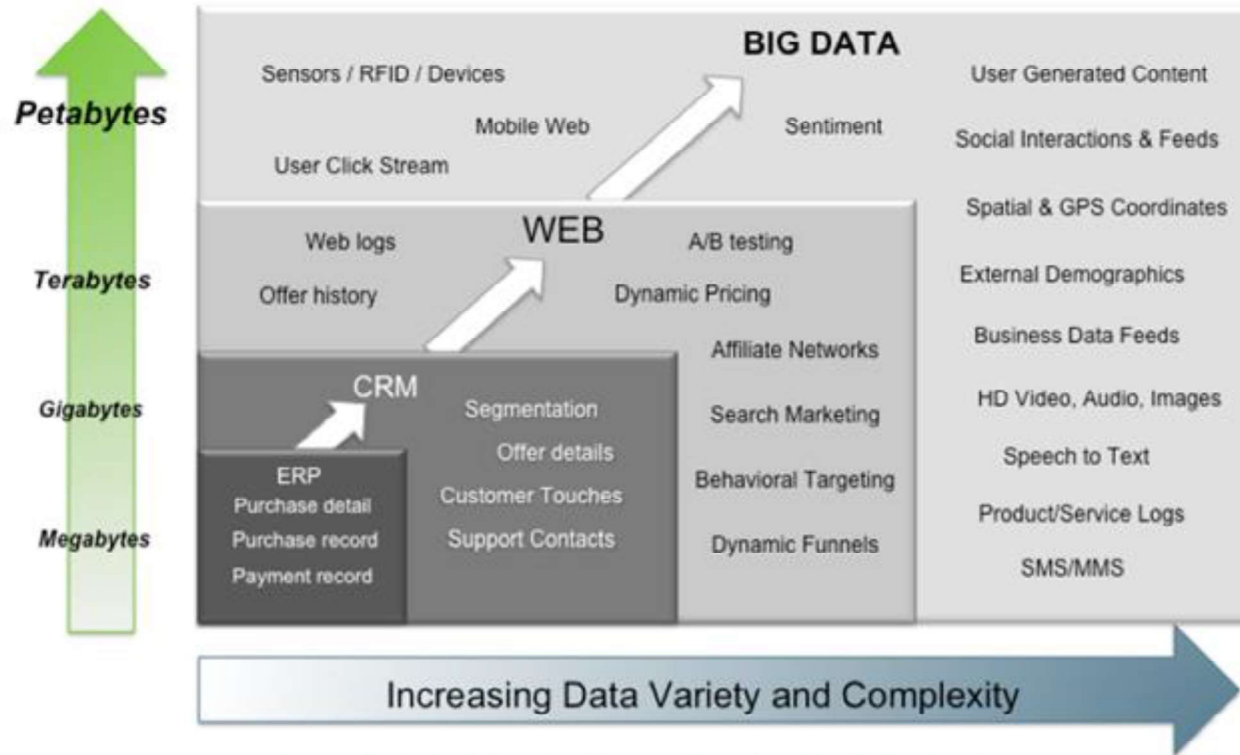 BIG DATA
Sensors / RFID / Devices
User Generated Content
Petabytes
Mobile Web
Sentiment
Social Interactions & Feeds
User Click Stream
Spatial & GPS Coordinates
WEB
Web logs
A/B testing
Terabytes
External Demographics
Offer history
Dynamic Pricing
Business Data Feeds
Affiliate Networks
CRM
HD Video, Audio, Images
Gigabytes
Segmentation
Search Marketing
Offer details
Speech to Text
ERP
Behavioral Targeting
Purchase detail
Customer Touches
Product/Service Logs
Megabytes
Purchase record
Support Contacts
Dynamic Funnels
SMS/MMS
Payment record
Increasing Data Variety and Complexity